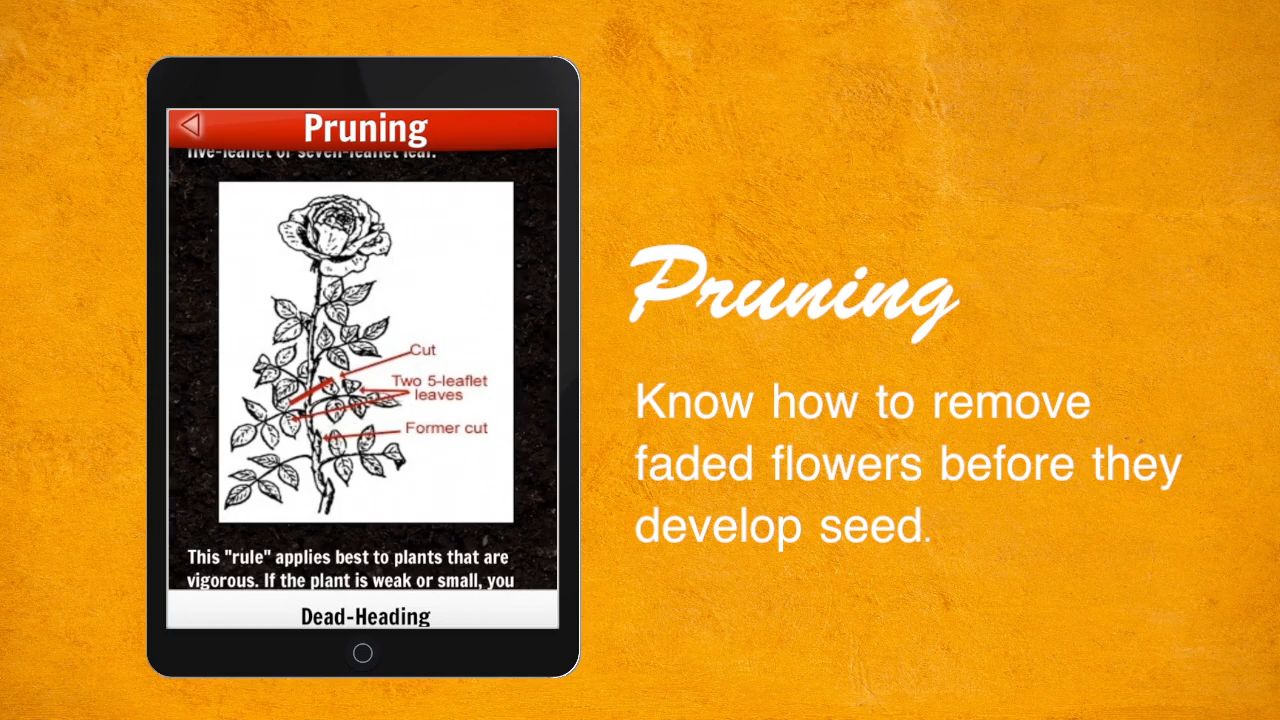 Pruning
five-leaflet or seven-leaflet leaf.
Cut
Two 5-leaflet
leaves
Former cut
This "rule" applies best to plants that are
vigorous. If the plant is weak or small, you
Dead-Heading
Pruning
Know how to remove
faded flowers before they
develop seed.